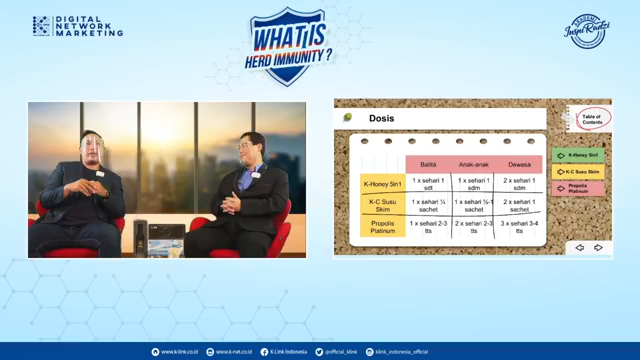 DIGITAL
NETWORK
MARKETING
WHAT IS
HERD IMMUNITY ?
Dosis
Table of
Contents
Balita
Anak-anak
Dewasa
K-Honey 5in1
1 x sehari 1
sdt
1 x sehari 1
sdm
2 x sehari 1
sdm
K-C Susu
Skim
1 x sehari ½
sachet
1 x sehari ½-1
sachet
2 x sehari 1
sachet
Propolis
Platinum
1 x sehari 2-3
tts
2 x sehari 2-3
tts
3 x sehari 3-4
tts
K-Honey 5in1
K-C Susu Skim
Propolis
Platinum
www.k-link.co.id
www.k-net.co.id
K-Link Indonesia
@official_klink
klink_indonesia_official